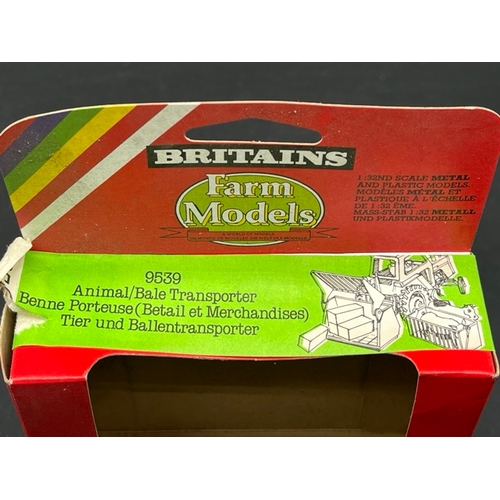 BRITAINS
Farm
Models
1:32ND SCALE METAL
AND PLASTIC MODELS.
MODÈLES MÉTAL ET
PLASTIQUE À L'ÉCHELLE
DE 1:32 ÈME.
MASS-STAB 1:32 METALL
UND PLASTIKMODELLE.
9539
Animal/Bale Transporter
Benne Porteuse (Betail et Merchandises)
Tier und Ballentransporter